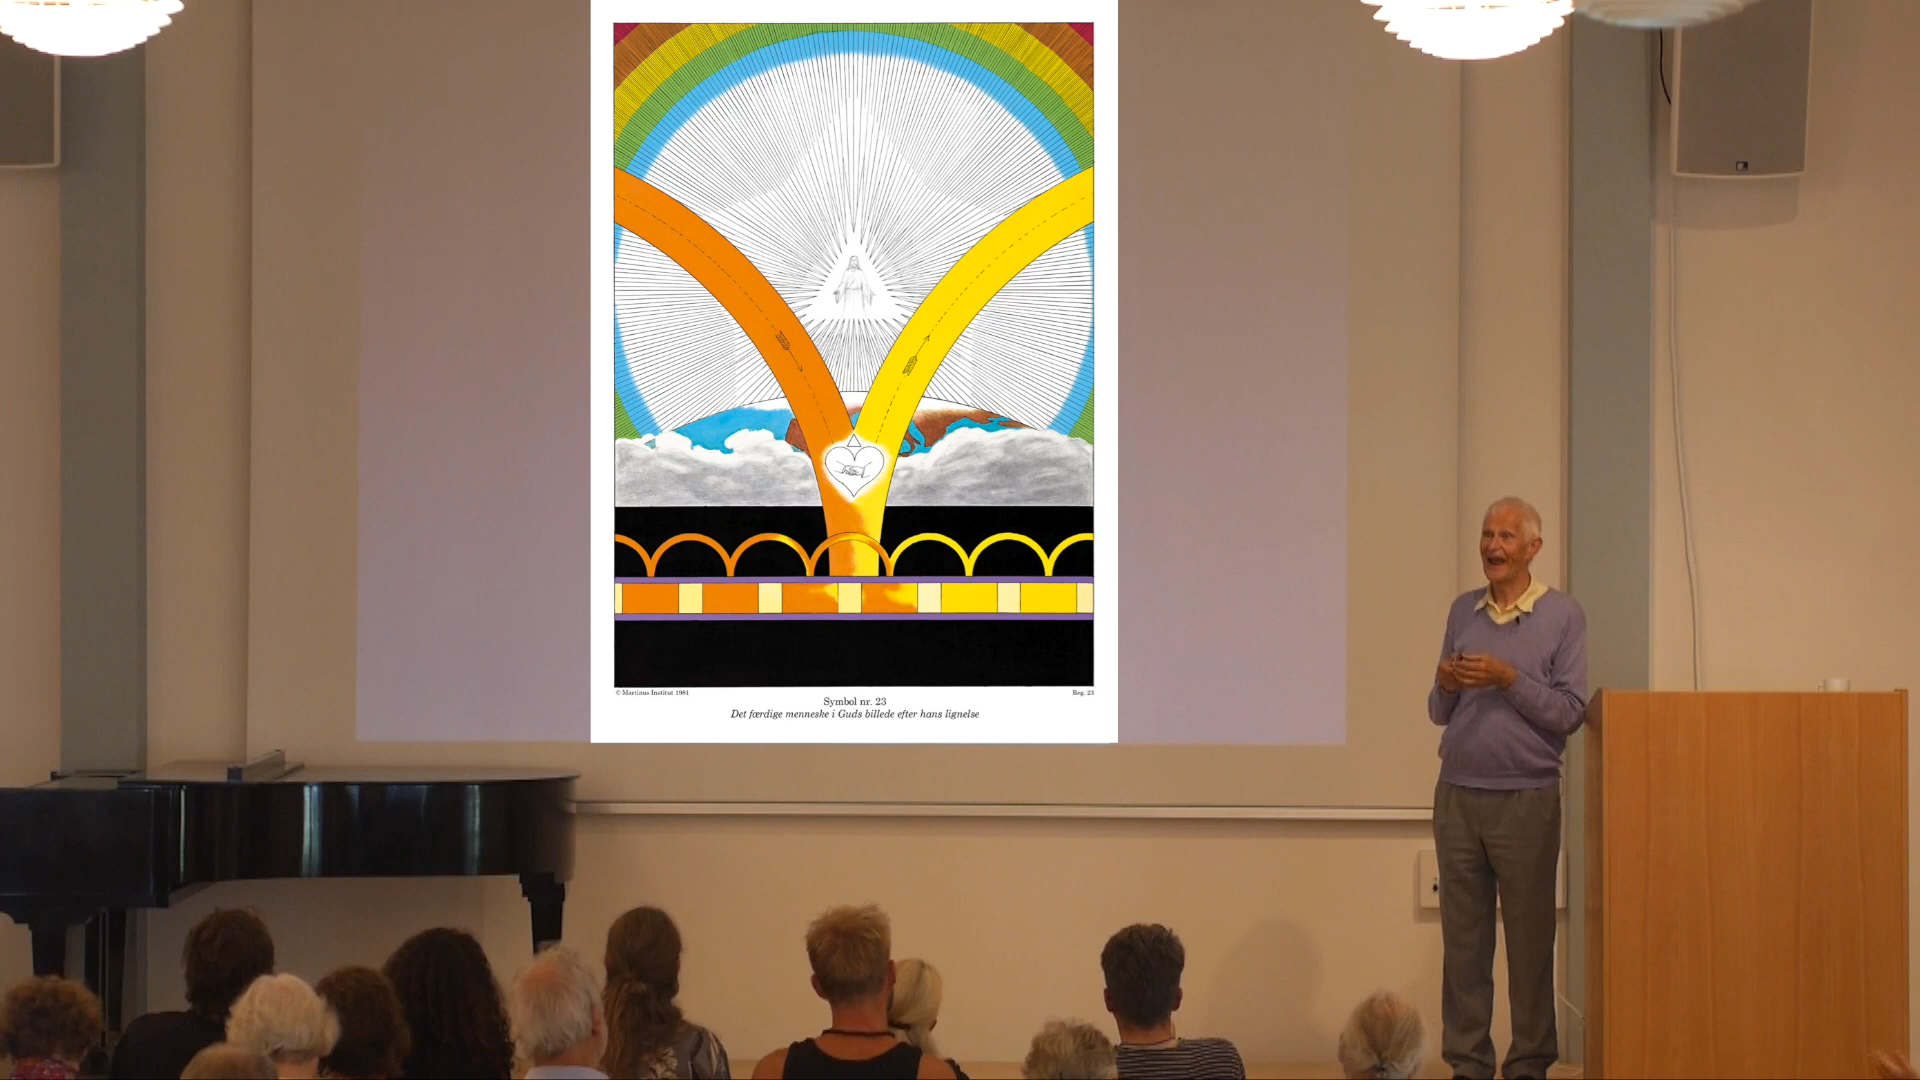 © Martinus Institut 1981
Reg. 23
Symbol nr. 23
Det færdige menneske i Guds billede efter hans lignelse